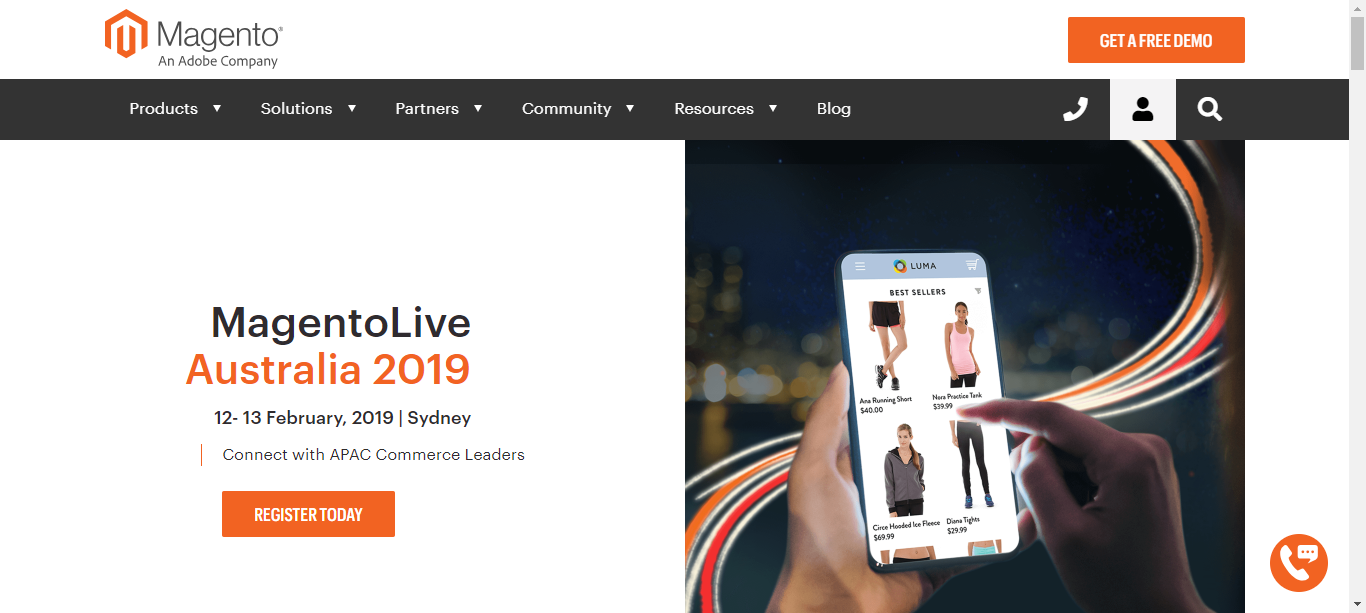 Magento®
An Adobe Company
GET A FREE DEMO
Products Solutions Partners Community Resources Blog
MagentoLive
Australia 2019
12- 13 February, 2019 | Sydney
Connect with APAC Commerce Leaders
REGISTER TODAY
LUMA
BEST SELLERS
Ana Running Short
$40.00
Nora Practice Tank
$39.99
Circe Hooded Ice Fleece
$69.99
Diana Tights
$29.99